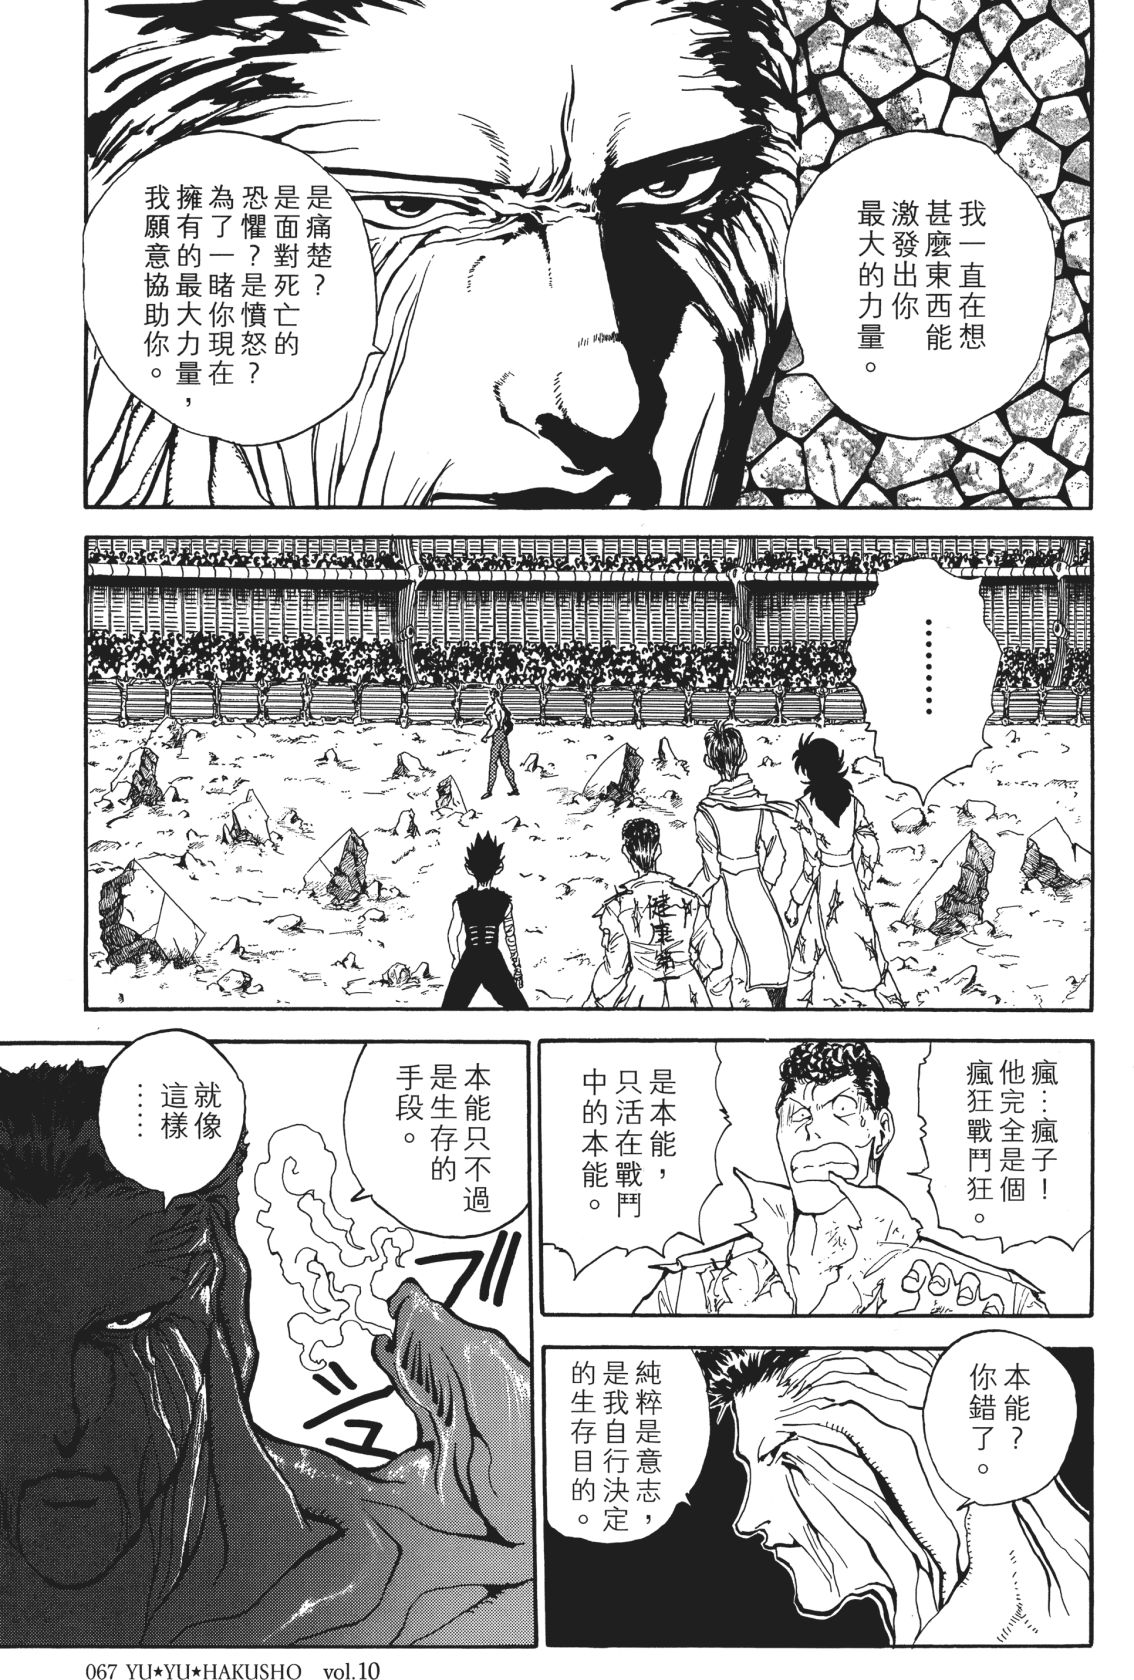 我一直在想
甚麼東西能
激發出你
最大的力量。
是痛楚？
是面對死亡的
恐懼？是憤怒？
為了一睹你現在
擁有的最大力量，
我願意協助你。
………
健康第一
瘋…瘋子！
他完全是個
瘋狂戰鬥狂。
是本能，
只活在戰鬥
中的本能。
本能？
你錯了。
純粹是意志，
是我自行決定
的生存目的。
本能只不過
是生存的
手段。
ジュッ
就像
這樣
……
067 YU★YU★HAKUSHO vol.10